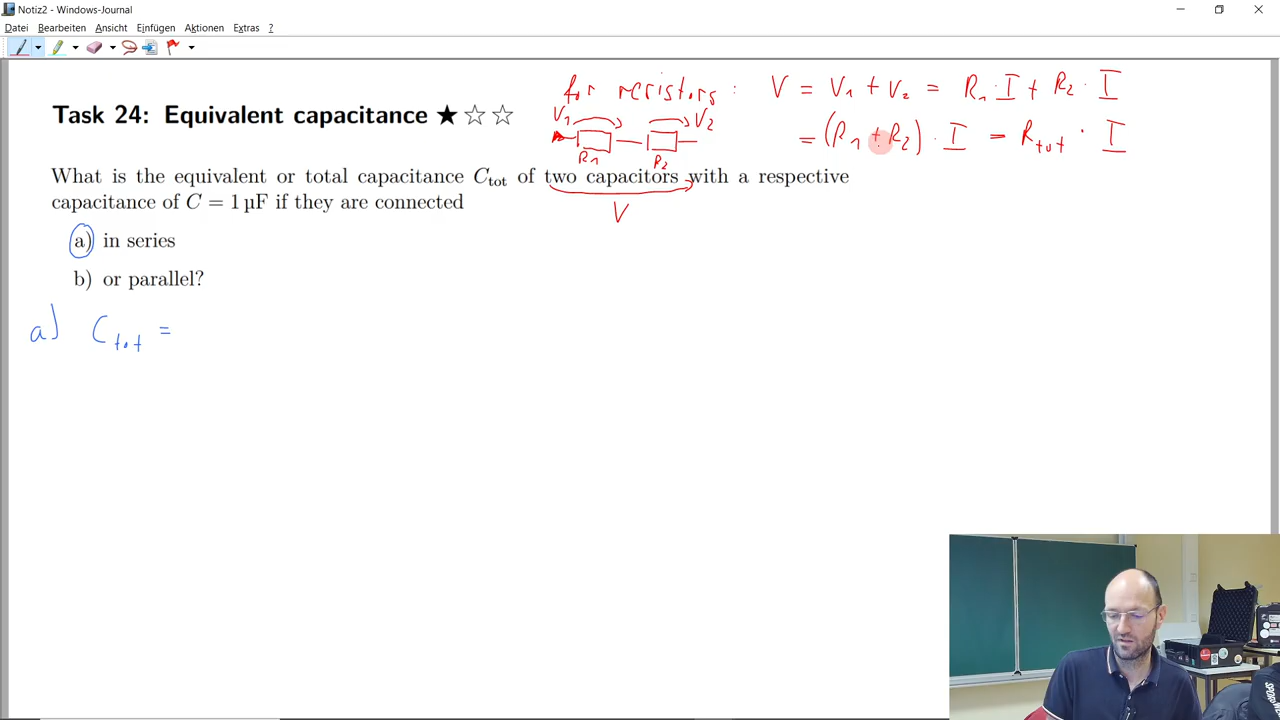 Notiz2 - Windows-Journal
Datei Bearbeiten Ansicht Einfügen Aktionen Extras ?
for resistors : V = V1 + V2 = R1 · I + R2 · I
= (R1 + R2) · I = Rtot · I
V1 V2
R1 R2
Task 24: Equivalent capacitance ★☆☆
What is the equivalent or total capacitance Ctot of two capacitors with a respective
capacitance of C = 1 µF if they are connected
V
a) in series
b) or parallel?
a) Ctot =